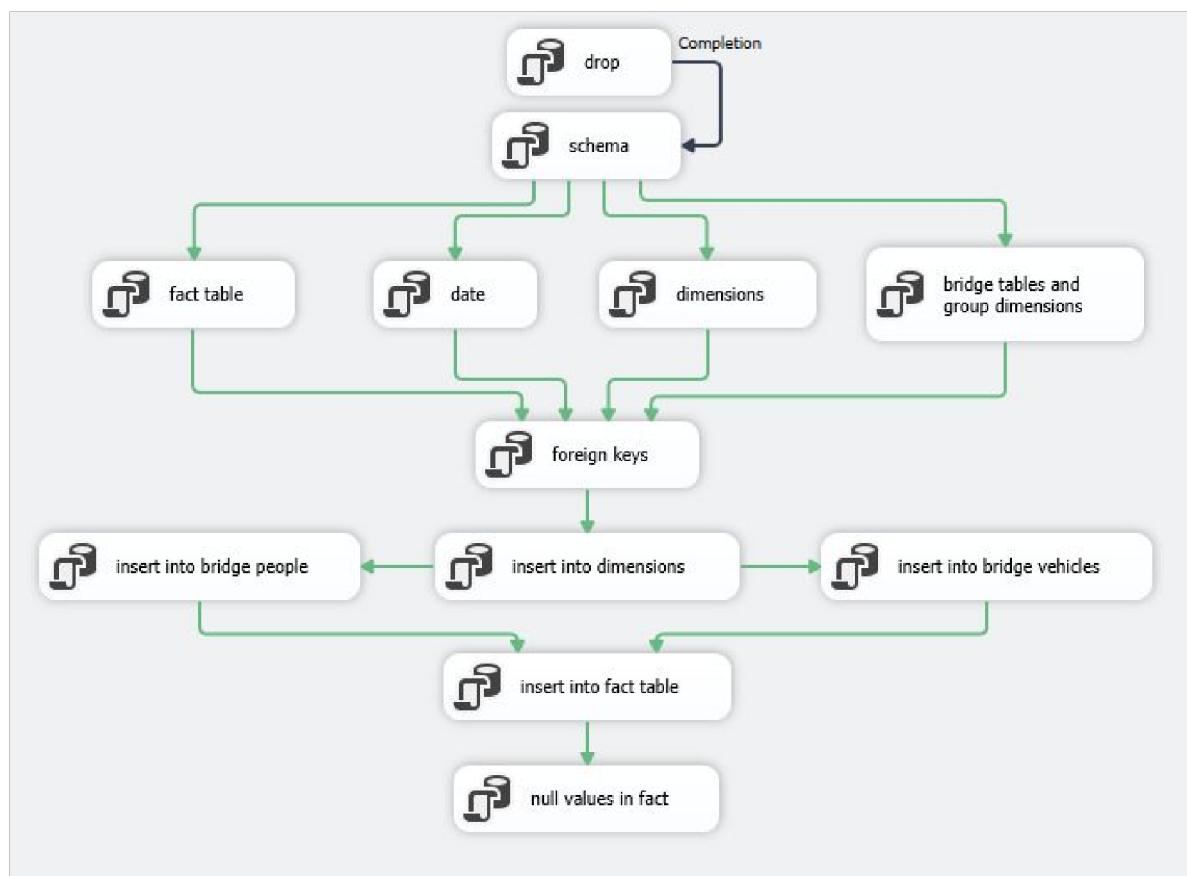 drop
Completion
schema
fact table
date
dimensions
bridge tables and
group dimensions
foreign keys
insert into bridge people
insert into dimensions
insert into bridge vehicles
insert into fact table
null values in fact